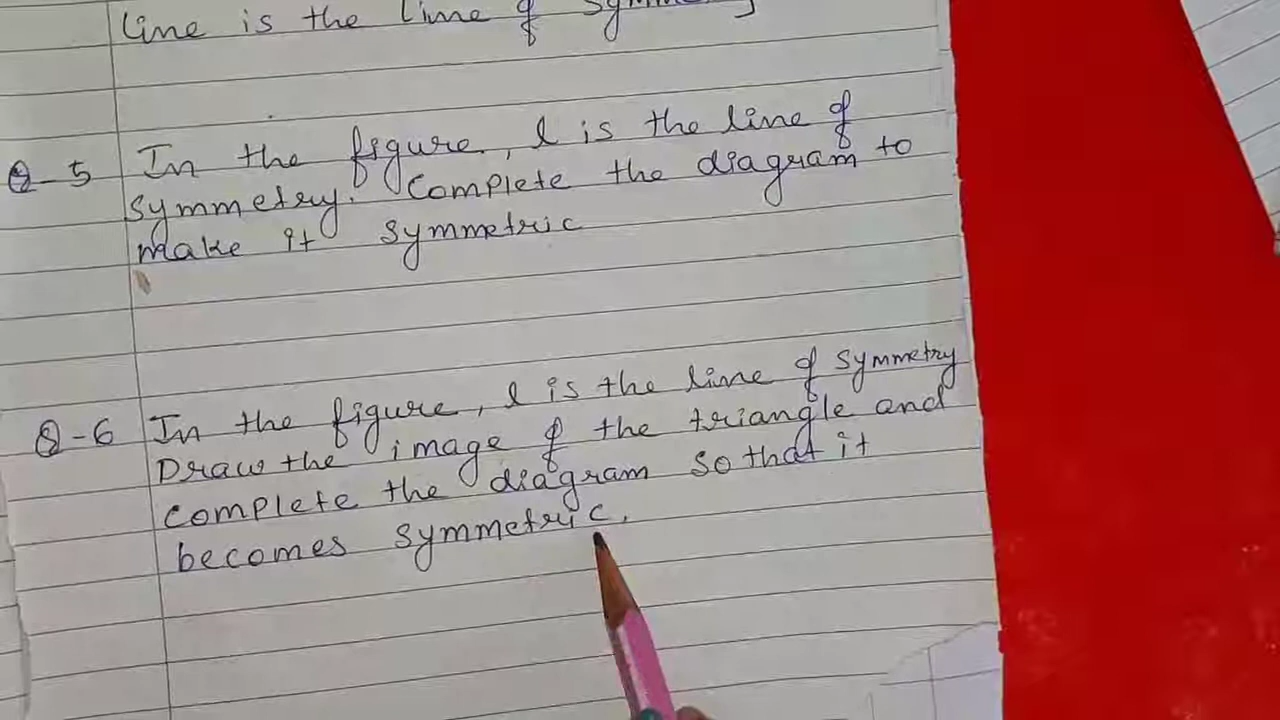 line is the line of symmetry
Q-5 In the figure, l is the line of
symmetry. Complete the diagram to
make it symmetric
Q-6 In the figure, l is the line of symmetry
Draw the image of the triangle and
complete the diagram so that it
becomes symmetric.